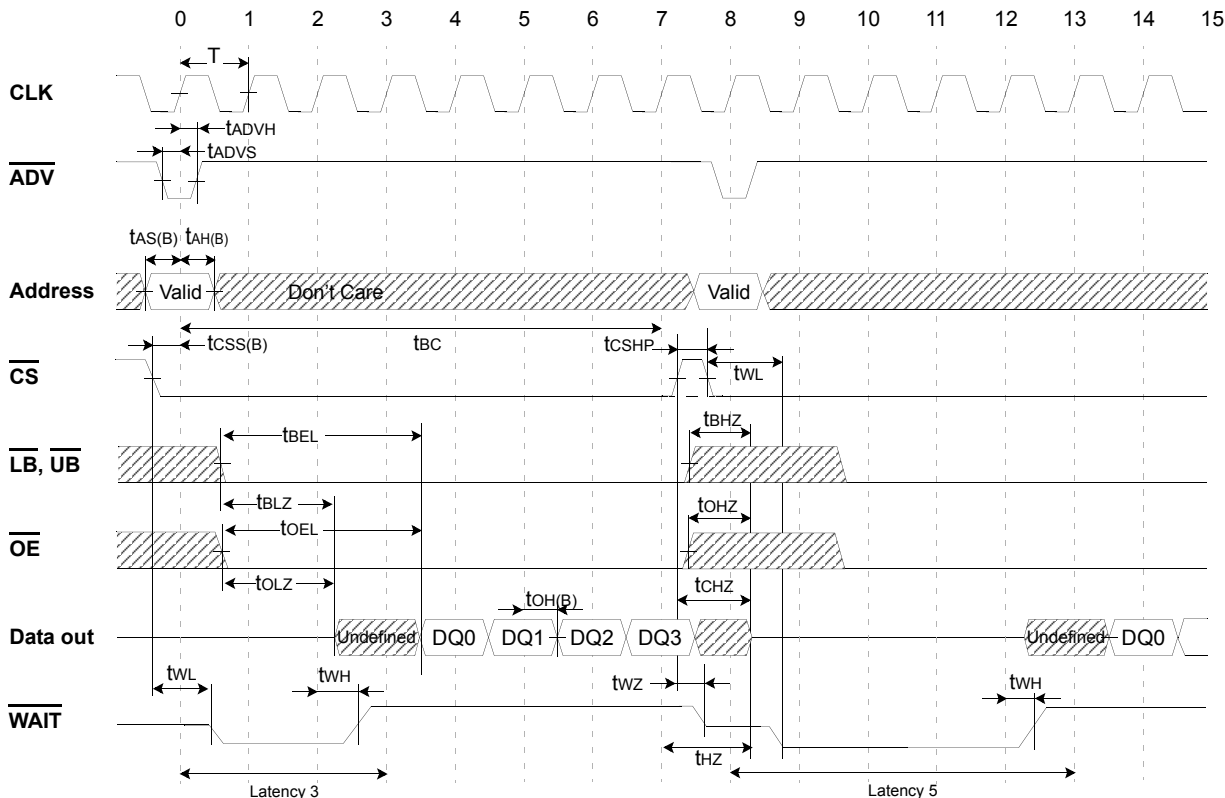 0 1 2 3 4 5 6 7 8 9 10 11 12 13 14 15
T
CLK
tADVH
tADVS
ADV
tAS(B) tAH(B)
Address Valid Don't Care Valid
tCSS(B) tBC tCSHP
tWL
CS
tBEL tBHZ
LB, UB
tBLZ
tOEL tOHZ
OE
tOLZ tCHZ
tOH(B)
Data out Undefined DQ0 DQ1 DQ2 DQ3 Undefined DQ0
tWL tWH tWZ tWH
WAIT
tHZ
Latency 3 Latency 5